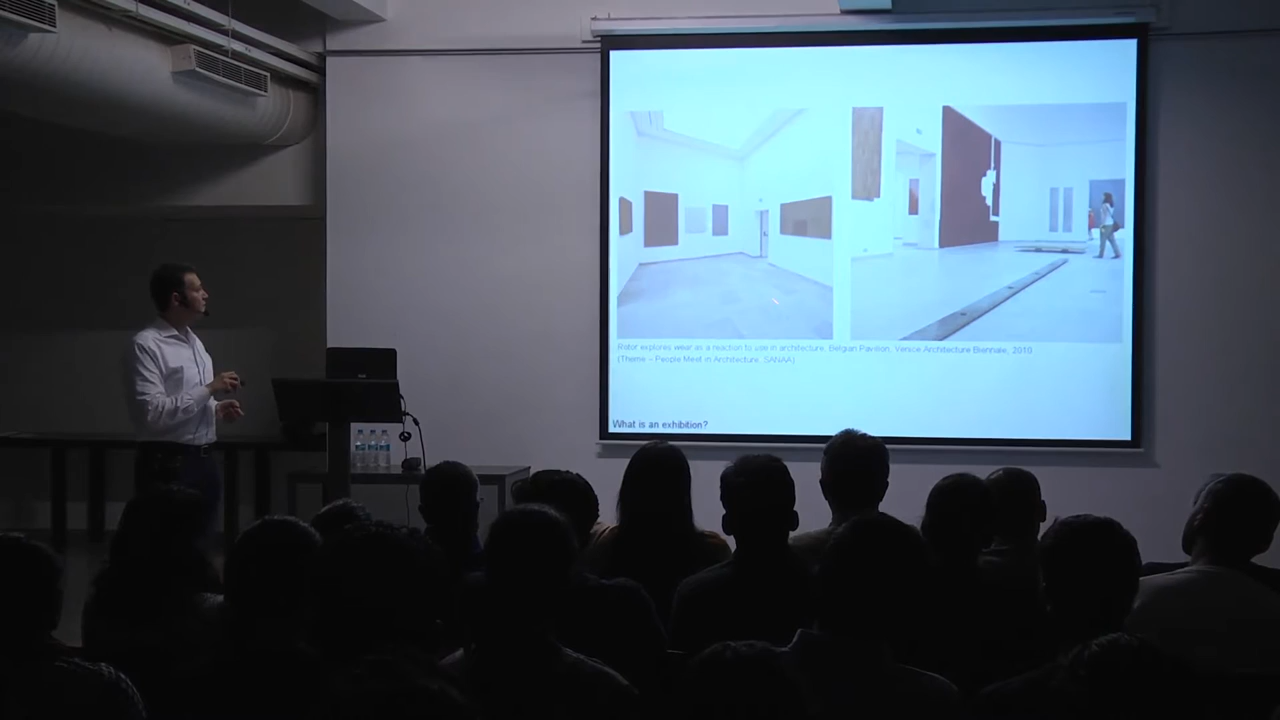 Rotor explores wear as a reaction to use in architecture. Belgian Pavilion, Venice Architecture Biennale, 2010
(Theme – People Meet in Architecture, SANAA)
What is an exhibition?